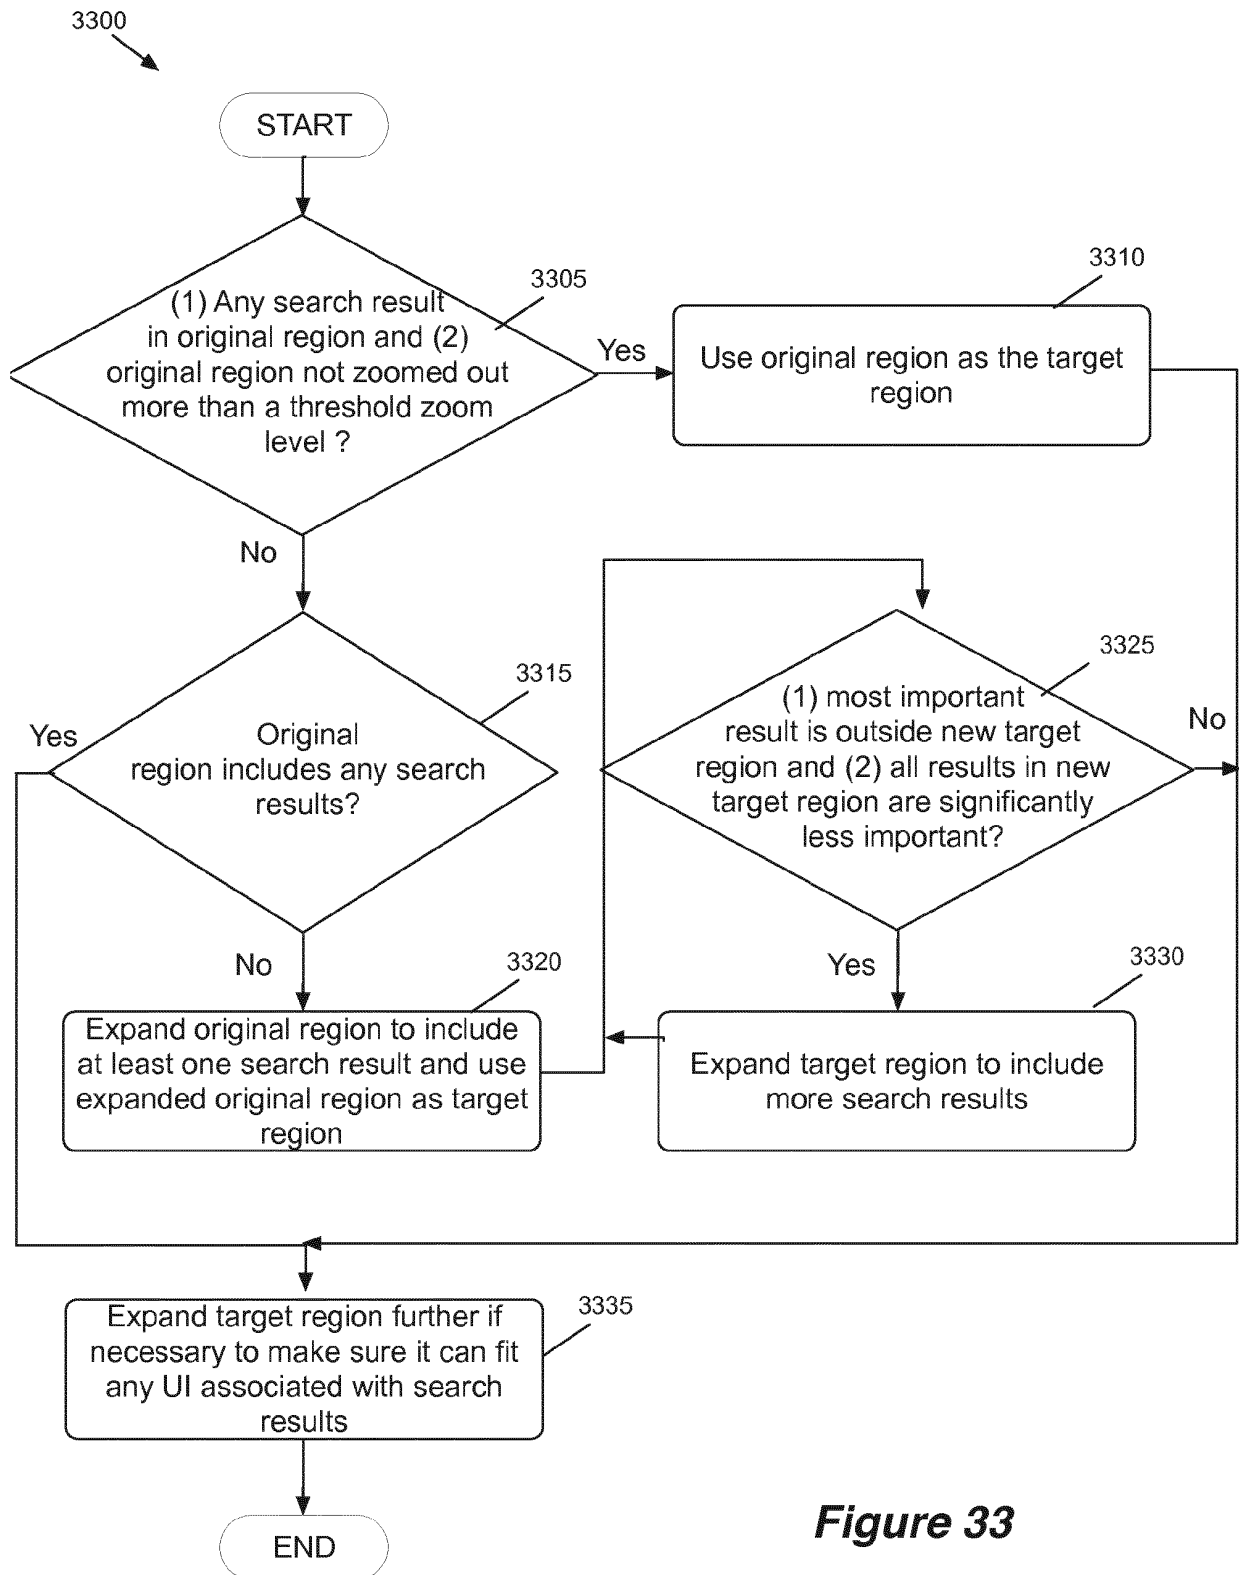 3300
START
3305
(1) Any search result
in original region and (2)
original region not zoomed out
more than a threshold zoom
level ?
Yes
3310
Use original region as the target
region
No
3315
Original
region includes any search
results?
Yes
3325
(1) most important
result is outside new target
region and (2) all results in new
target region are significantly
less important?
No
No
3320
Expand original region to include
at least one search result and use
expanded original region as target
region
Yes
3330
Expand target region to include
more search results
3335
Expand target region further if
necessary to make sure it can fit
any UI associated with search
results
END
Figure 33